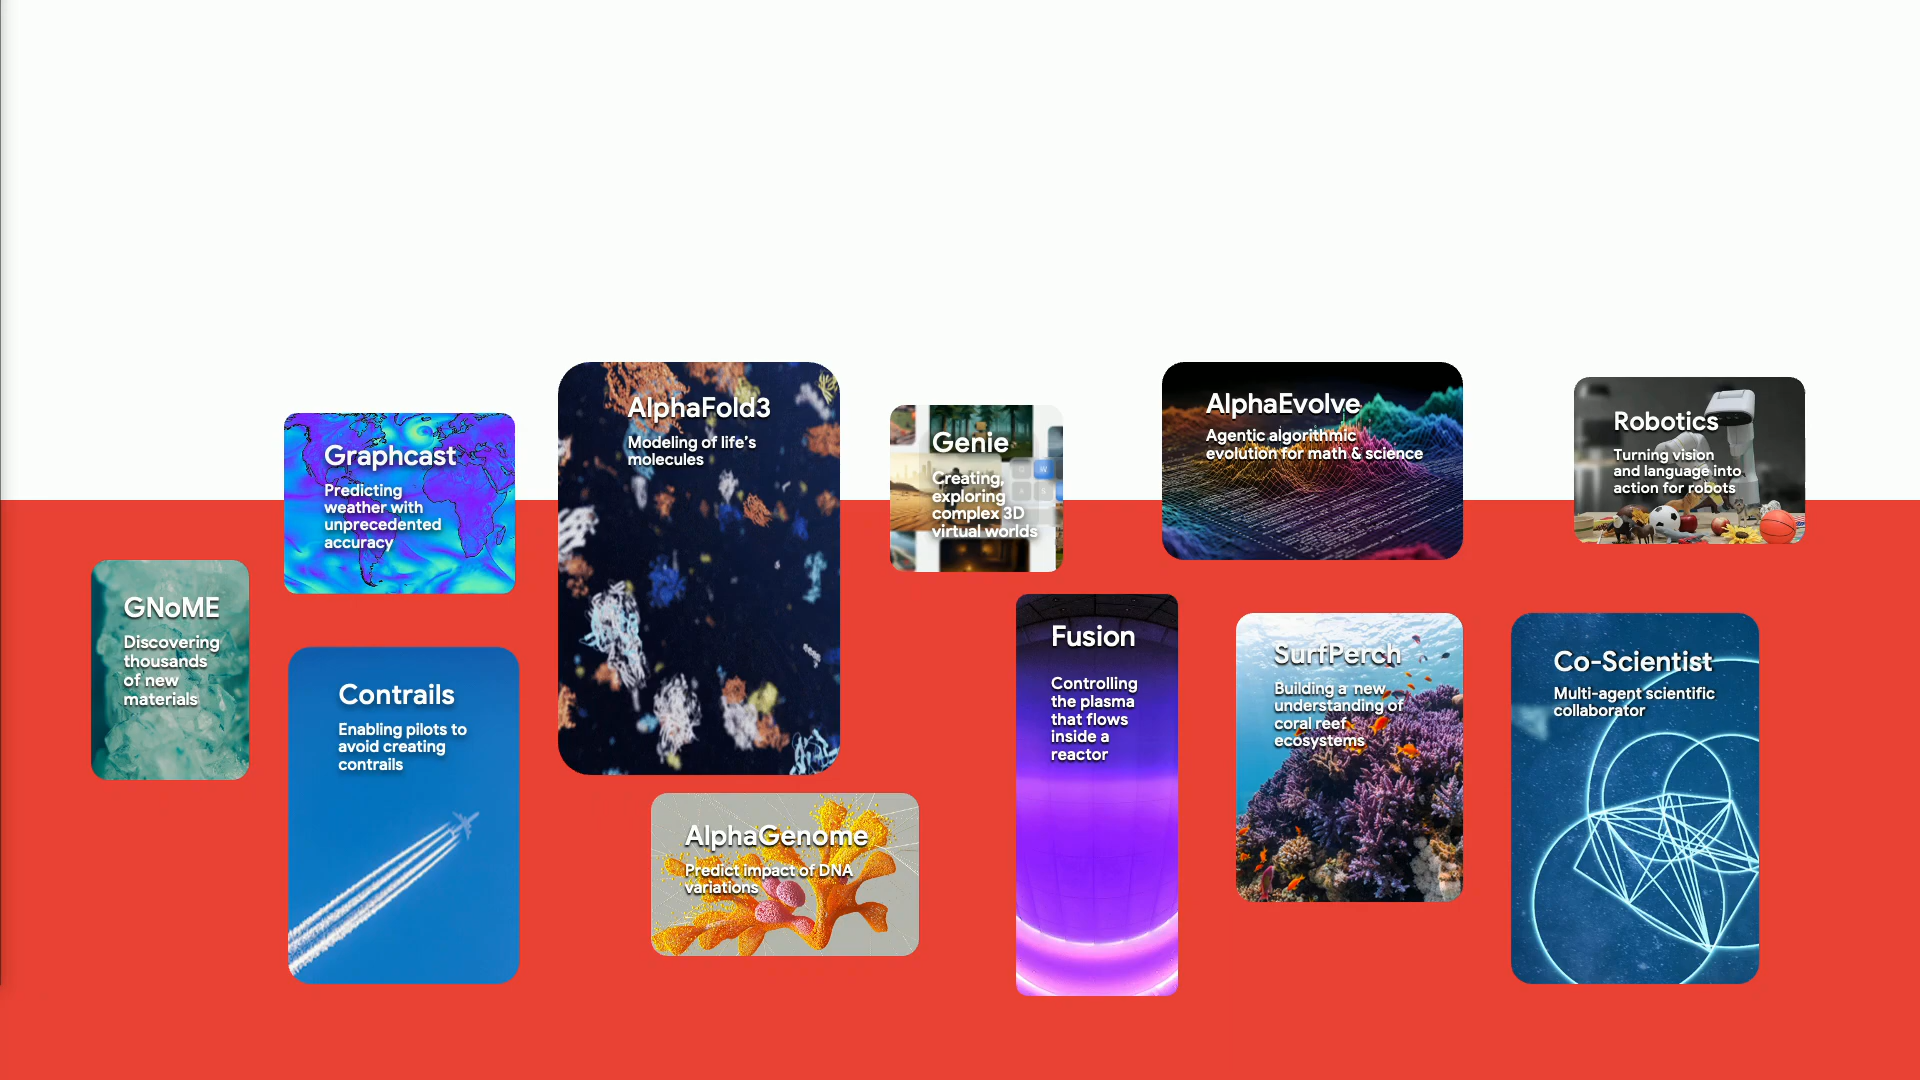 GNoME
Discovering
thousands
of new
materials
Graphcast
Predicting
weather with
unprecedented
accuracy
Contrails
Enabling pilots to
avoid creating
contrails
AlphaFold3
Modeling of life's
molecules
AlphaGenome
Predict impact of DNA
variations
Genie
Creating,
exploring
complex 3D
virtual worlds
Fusion
Controlling
the plasma
that flows
inside a
reactor
AlphaEvolve
Agentic algorithmic
evolution for math & science
SurfPerch
Building a new
understanding of
coral reef
ecosystems
Robotics
Turning vision
and language into
action for robots
Co-Scientist
Multi-agent scientific
collaborator